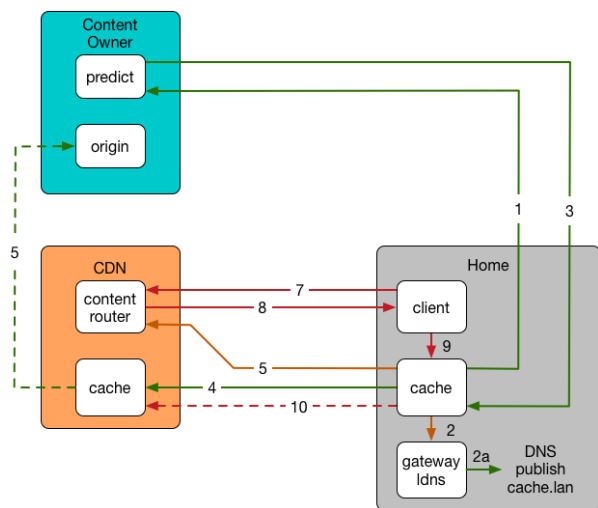 Content
Owner
predict
origin
1
3
5
CDN
Home
content
router
7
8
client
9
5
cache
4
cache
10
2
gateway
ldns
2a
DNS
publish
cache.lan